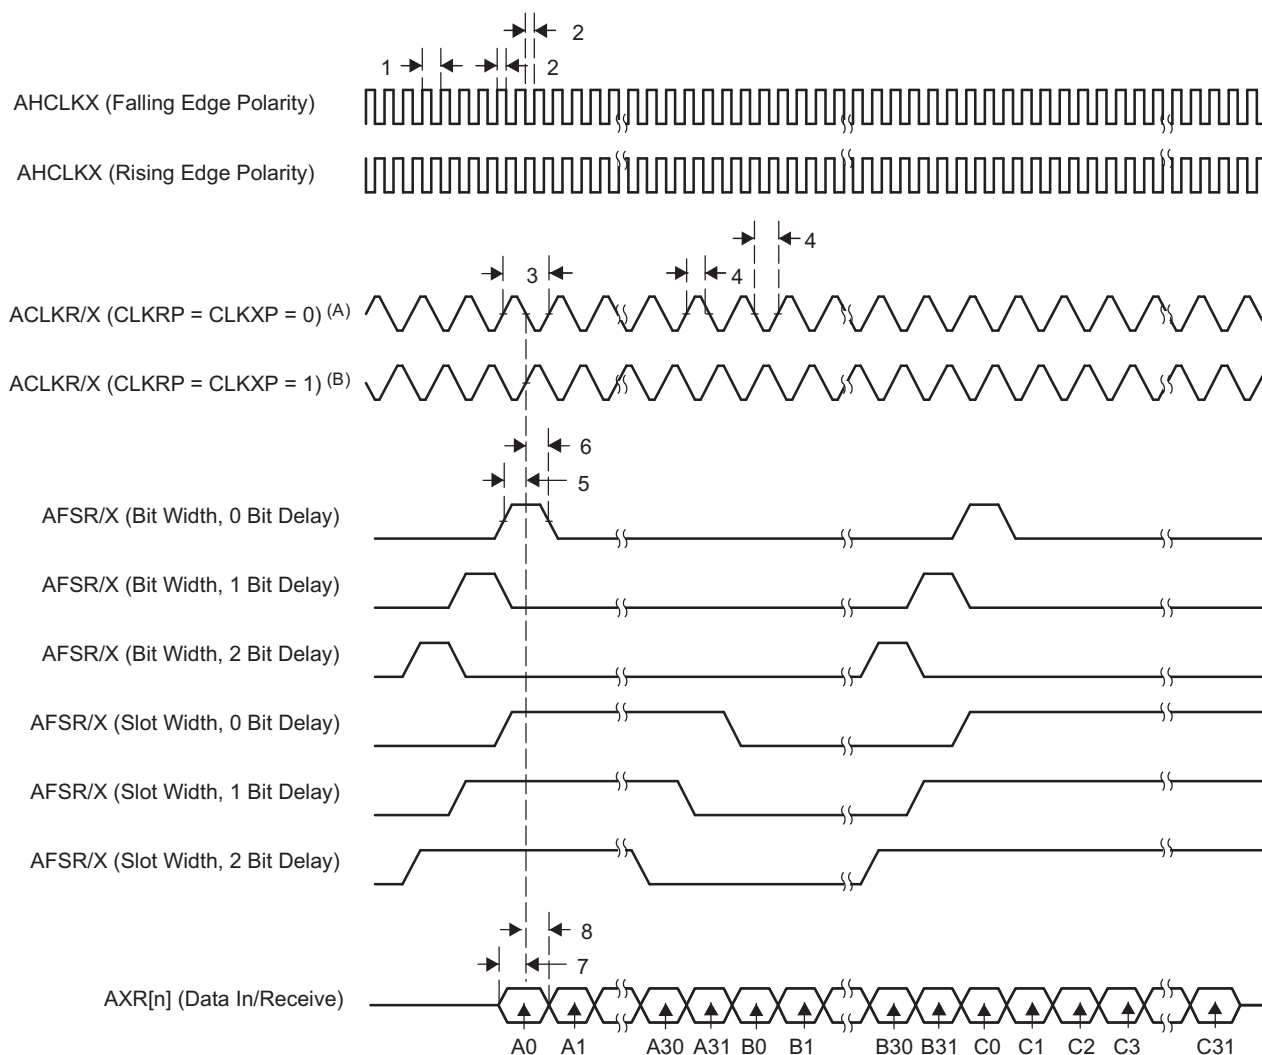 2
1 2
AHCLKX (Falling Edge Polarity)
AHCLKX (Rising Edge Polarity)
4
3 4
ACLKR/X (CLKRP = CLKXP = 0) (A)
ACLKR/X (CLKRP = CLKXP = 1) (B)
6
5
AFSR/X (Bit Width, 0 Bit Delay)
AFSR/X (Bit Width, 1 Bit Delay)
AFSR/X (Bit Width, 2 Bit Delay)
AFSR/X (Slot Width, 0 Bit Delay)
AFSR/X (Slot Width, 1 Bit Delay)
AFSR/X (Slot Width, 2 Bit Delay)
8
7
AXR[n] (Data In/Receive)
A0 A1 A30 A31 B0 B1 B30 B31 C0 C1 C2 C3 C31